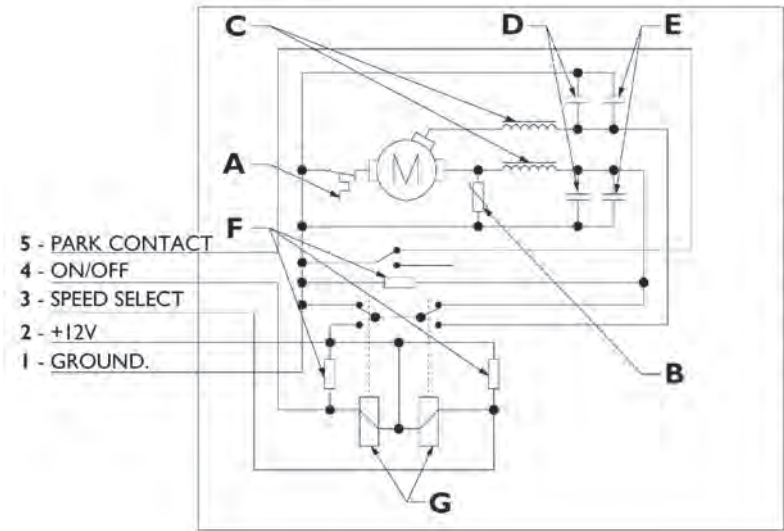 C
D
E
A
M
5 - PARK CONTACT
F
4 - ON/OFF
3 - SPEED SELECT
2 - +12V
1 - GROUND.
B
G